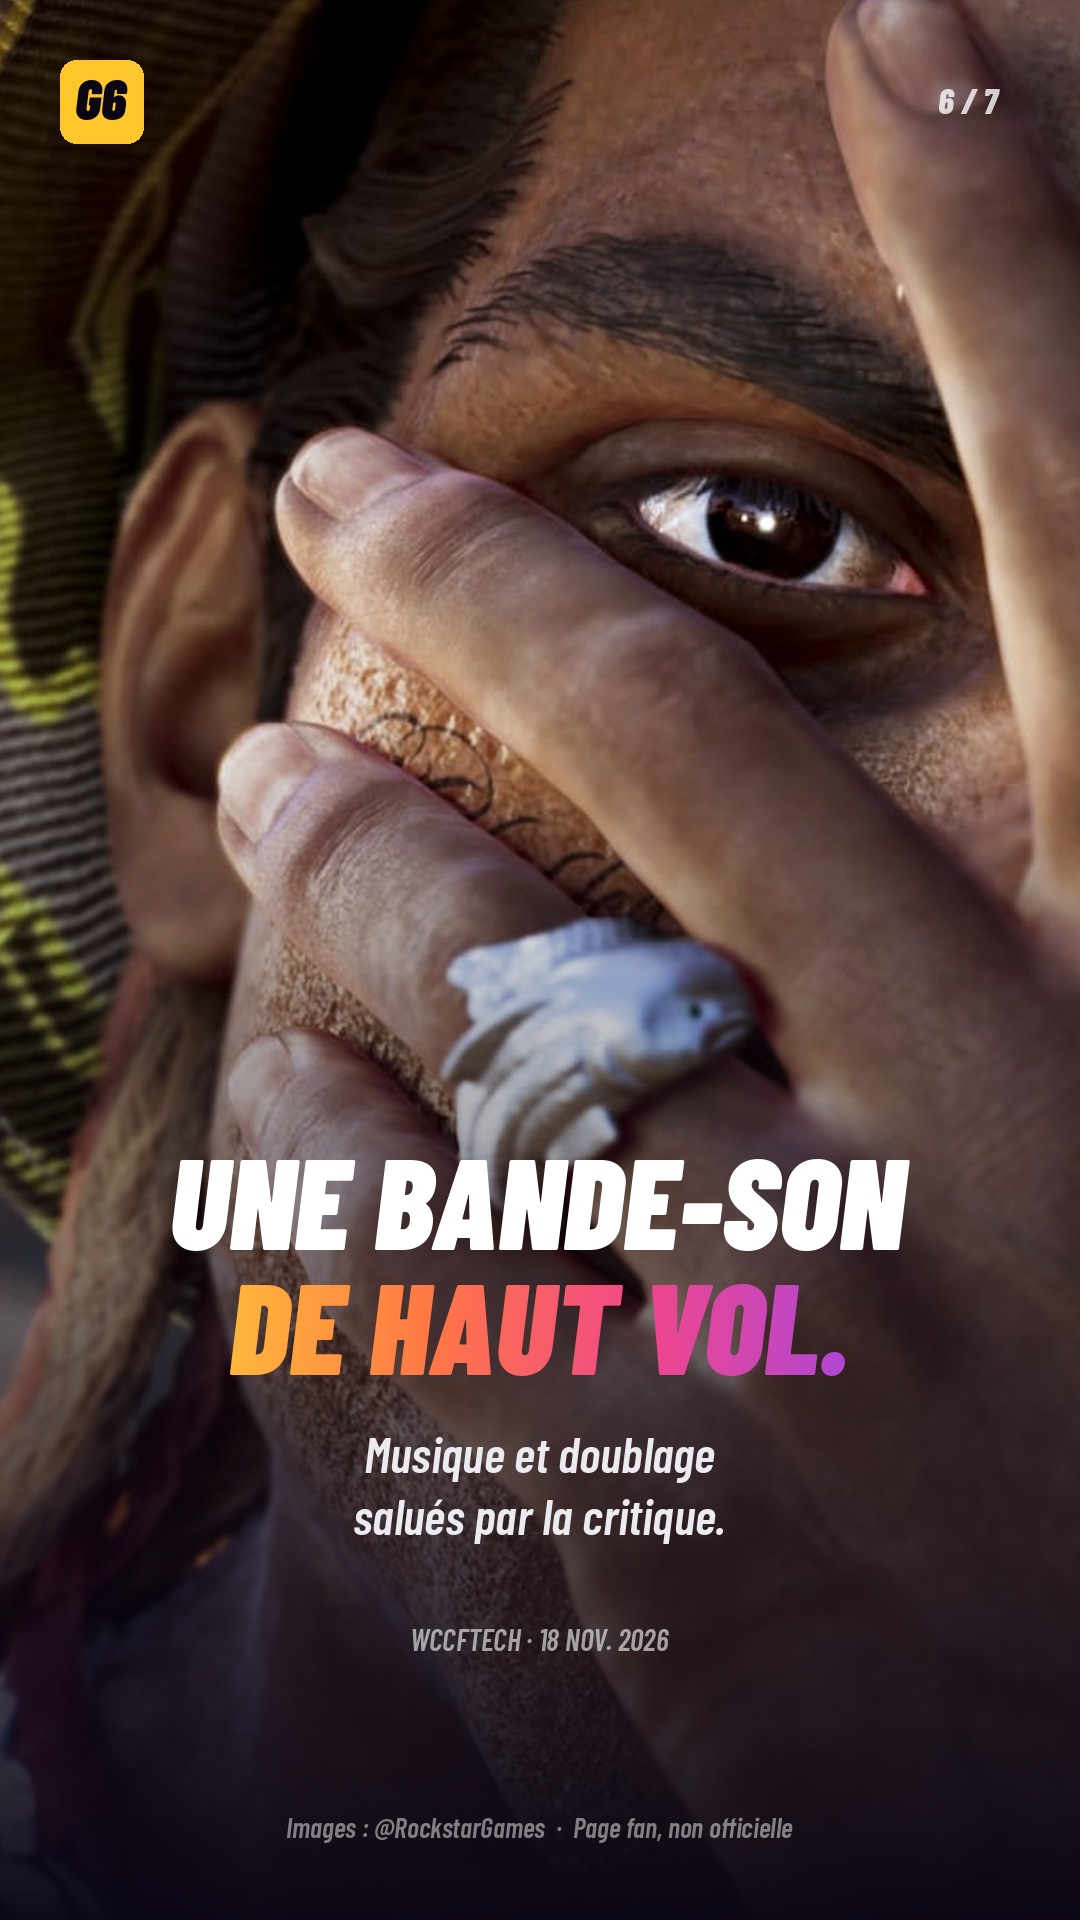 G6
6 / 7
UNE BANDE-SON
DE HAUT VOL.
Musique et doublage
salués par la critique.
WCCFTECH · 18 NOV. 2026
Images : @RockstarGames · Page fan, non officielle